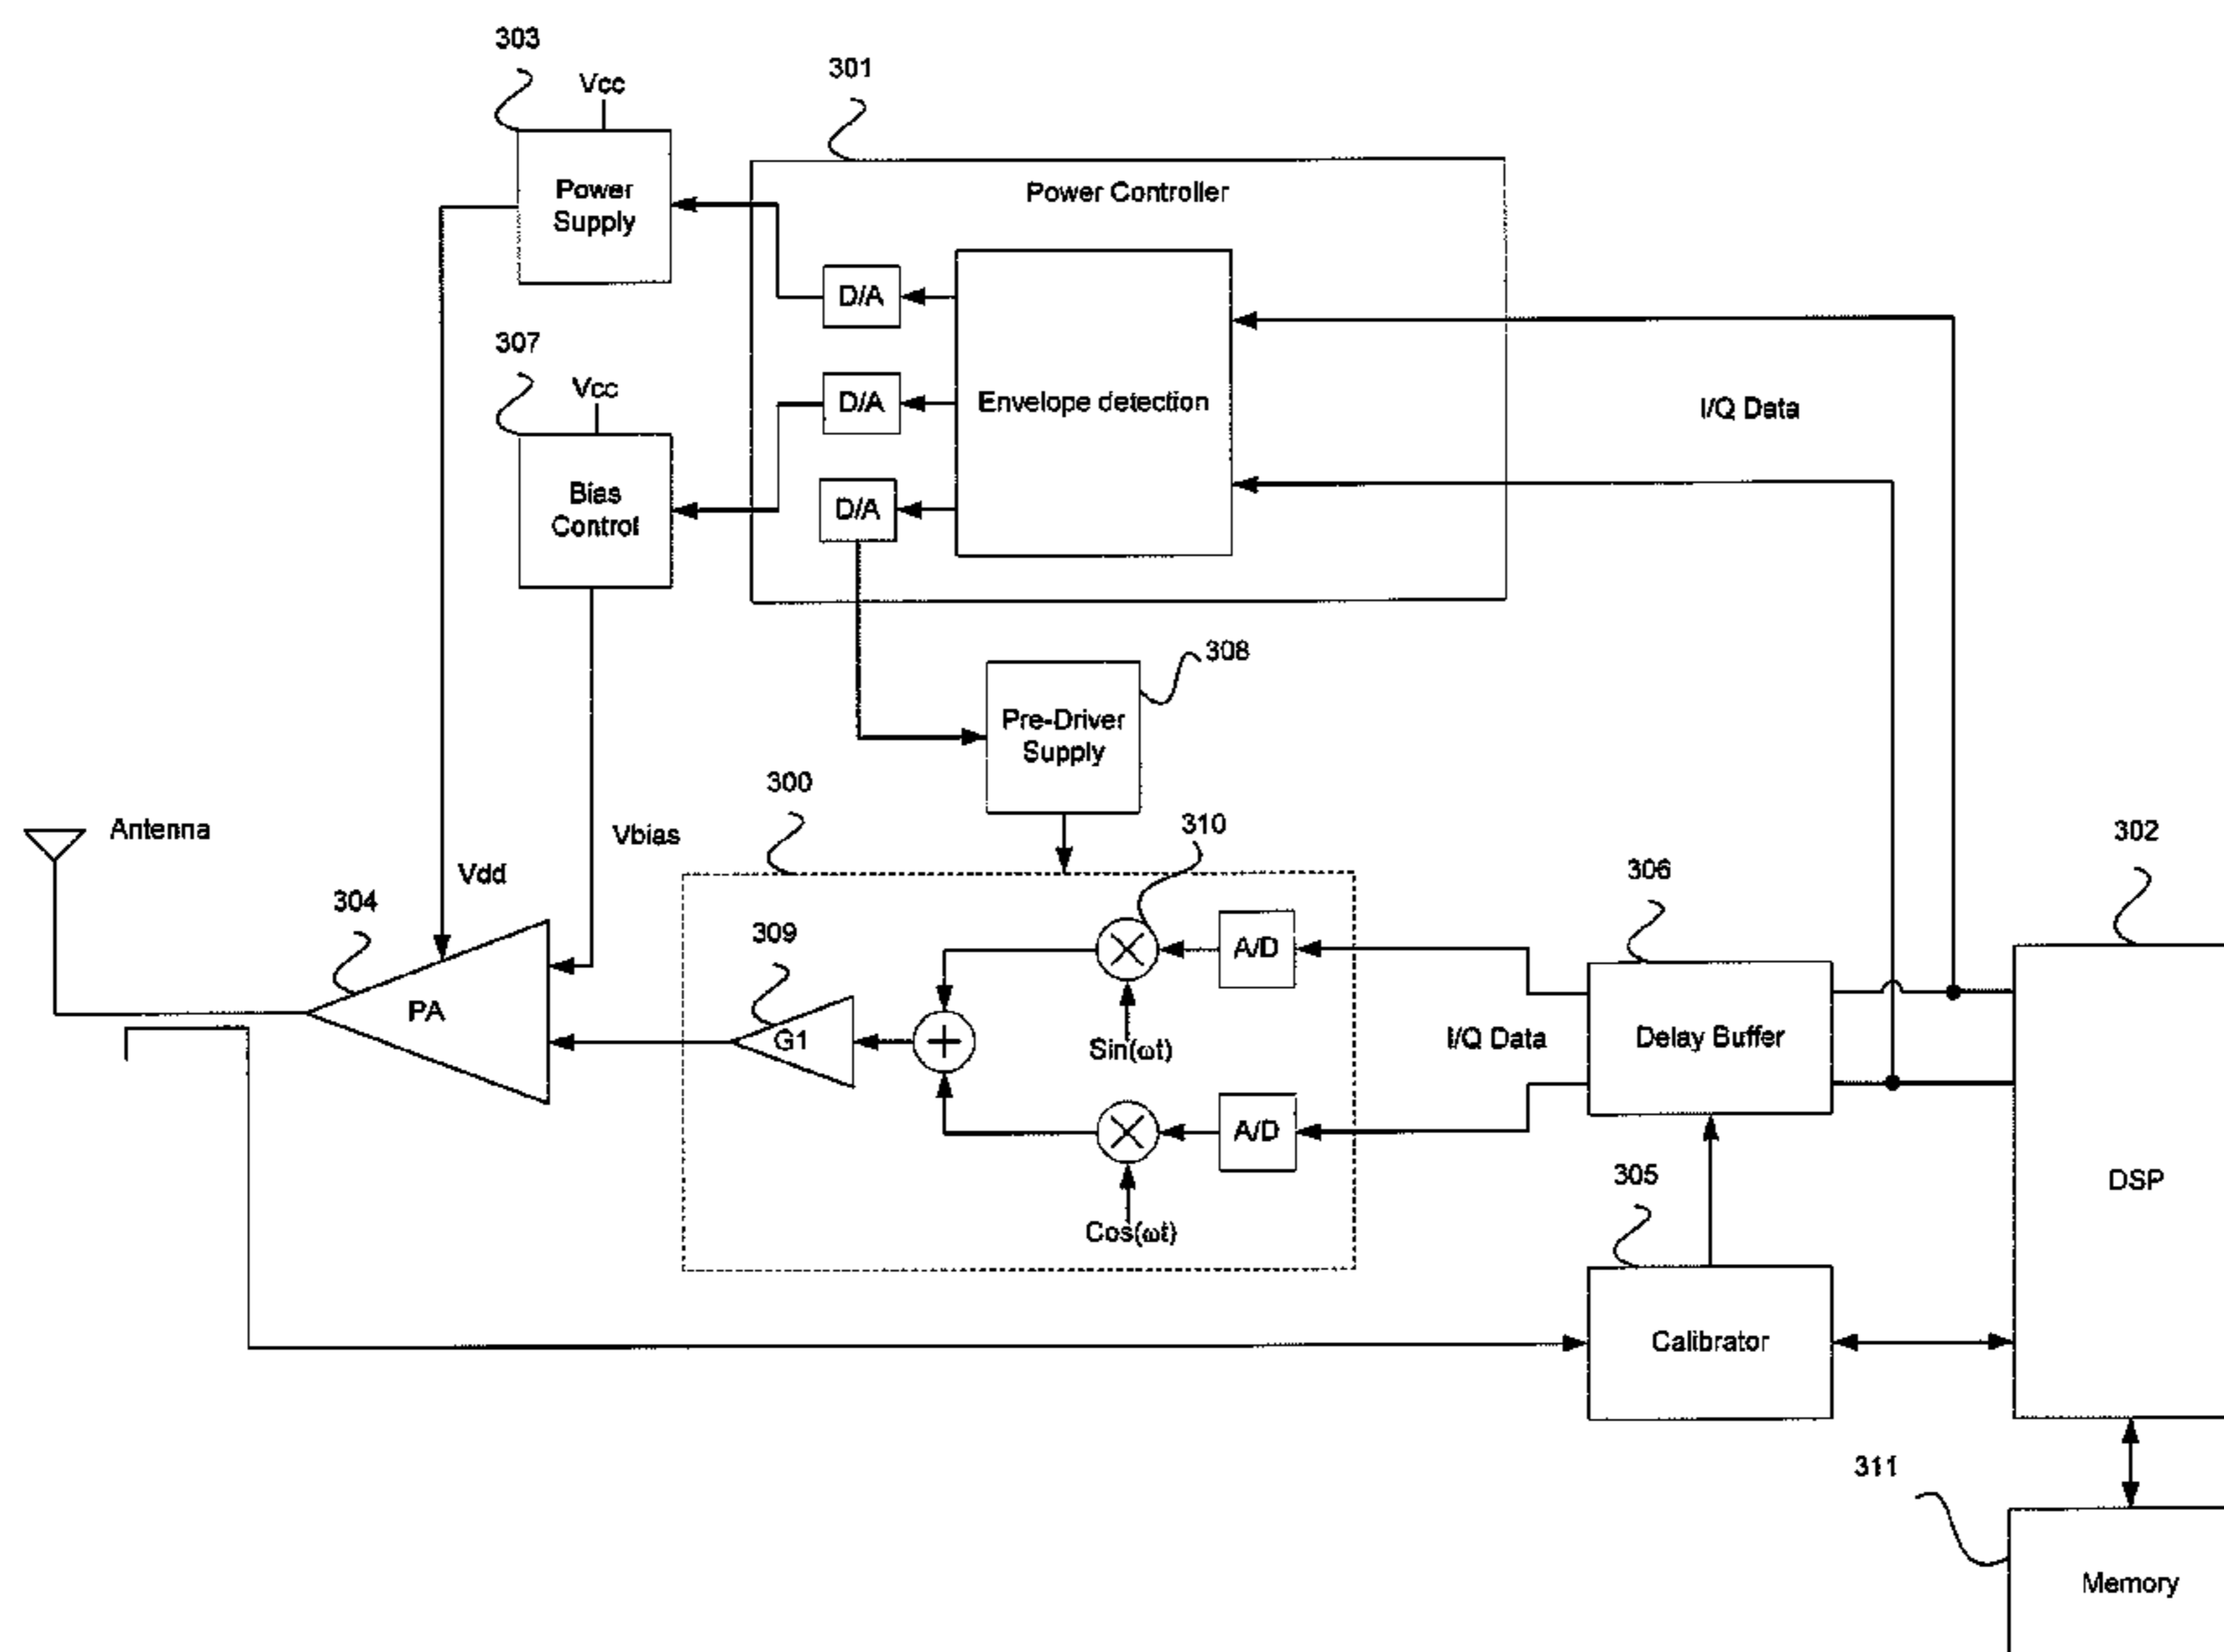 303
Vcc
301
Power
Supply
Power Controller
D/A
307
Vcc
D/A
Envelope detection
I/Q Data
Bias
Control
D/A
308
Pre-Driver
Supply
300
310
Antenna
Vbias
302
Vdd
306
304
309
A/D
PA
G1
+
Sin(ωt)
I/Q Data
Delay Buffer
A/D
305
DSP
Cos(ωt)
Calibrator
311
Memory